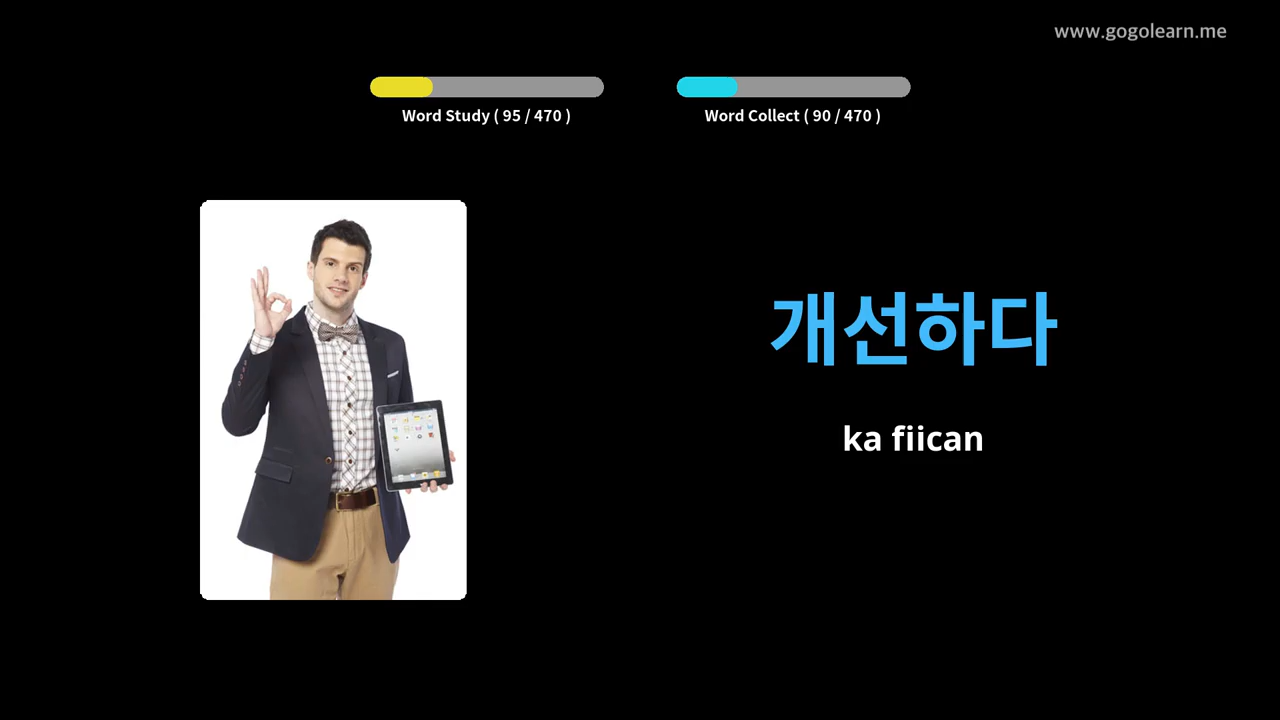 www.gogolearn.me
Word Study ( 95 / 470 )
Word Collect ( 90 / 470 )
개선하다
ka fiican